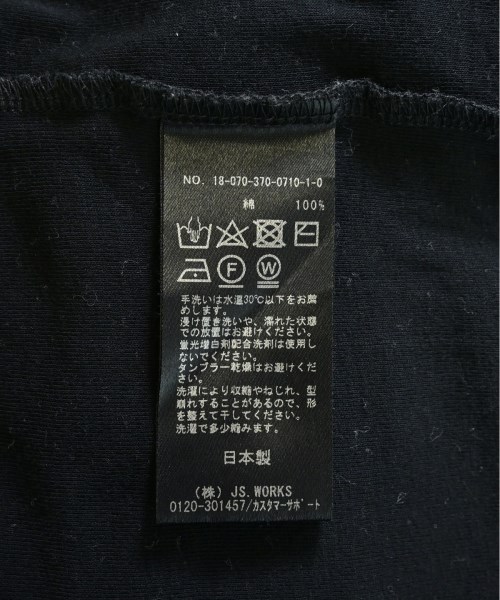 NO. 18-070-370-0710-1-0
綿 100%
F W
手洗いは水温30℃以下をお薦
めします。
浸け置き洗いや、濡れた状態
での放置はお避けください。
蛍光増白剤配合洗剤は使用し
ないでください。
タンブラー乾燥はお避けくださ
い。
洗濯により収縮やねじれ、型
崩れすることがあるので、形
を整えて干してください。
洗濯で多少縮みます。
日本製
(株) JS.WORKS
0120-301457/カスタマーサポート